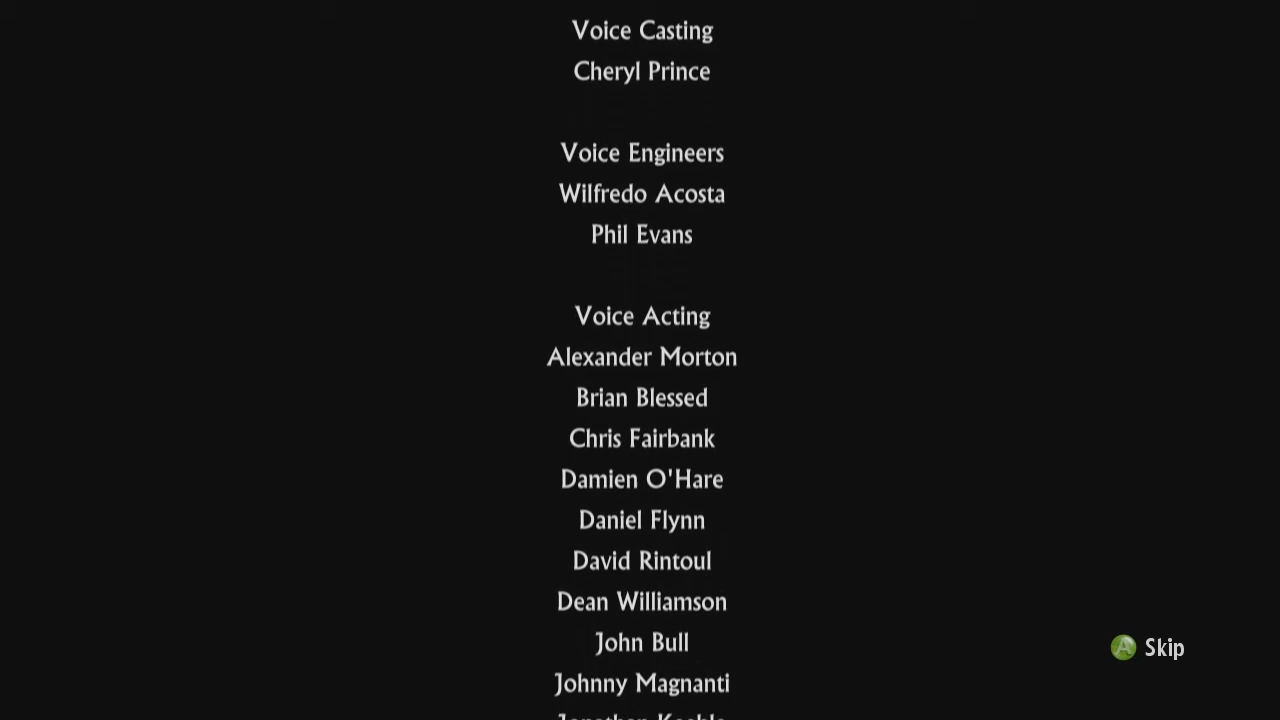 Voice Casting
Cheryl Prince
Voice Engineers
Wilfredo Acosta
Phil Evans
Voice Acting
Alexander Morton
Brian Blessed
Chris Fairbank
Damien O'Hare
Daniel Flynn
David Rintoul
Dean Williamson
John Bull
A Skip
Johnny Magnanti